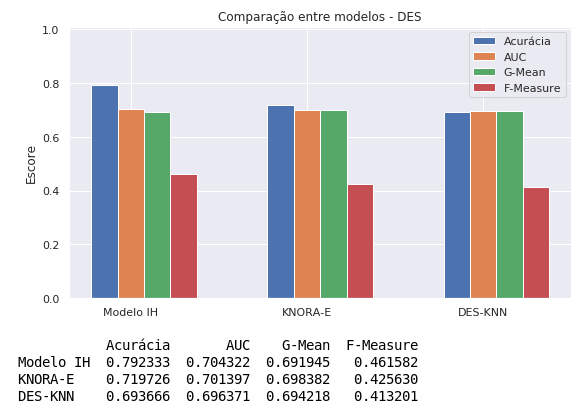 Comparação entre modelos - DES
1.0
0.8
0.6
0.4
0.2
0.0
Escore
Acurácia
AUC
G-Mean
F-Measure
Modelo IH KNORA-E DES-KNN
Acurácia AUC G-Mean F-Measure
Modelo IH 0.792333 0.704322 0.691945 0.461582
KNORA-E 0.719726 0.701397 0.698382 0.425630
DES-KNN 0.693666 0.696371 0.694218 0.413201